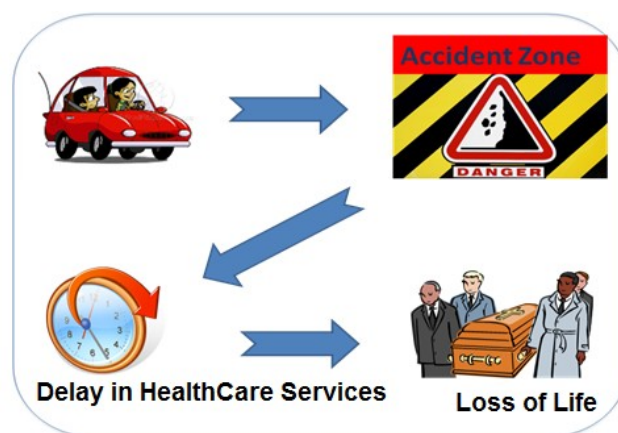 Accident Zone
DANGER
Delay in HealthCare Services
Loss of Life